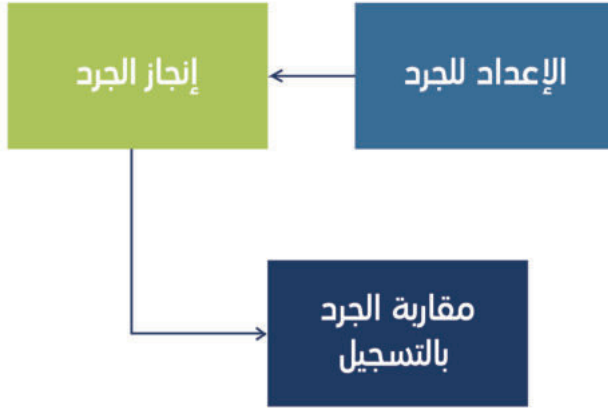 الإعداد للجرد
إنجاز الجرد
مقاربة الجرد
بالتسجيل